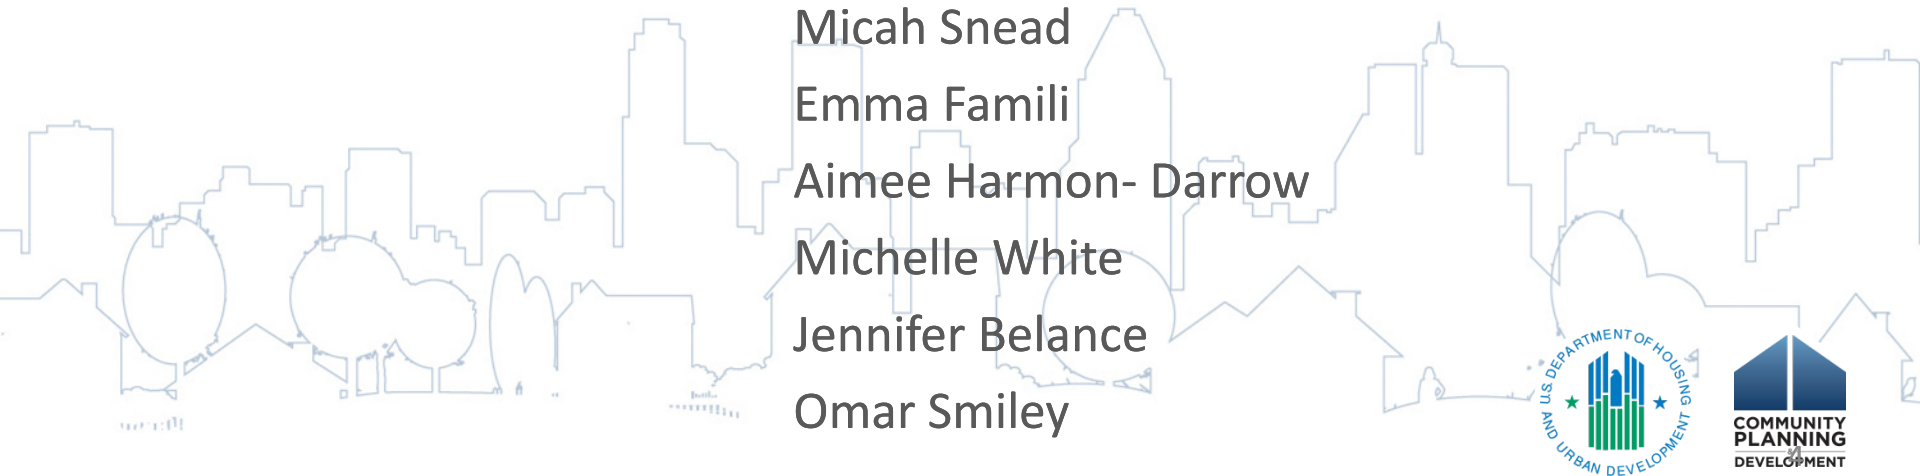 Micah Snead
Emma Famili
Aimee Harmon- Darrow
Michelle White
Jennifer Belance
Omar Smiley
U.S. DEPARTMENT OF HOUSING
AND URBAN DEVELOPMENT
COMMUNITY
PLANNING
DEVELOPMENT
4